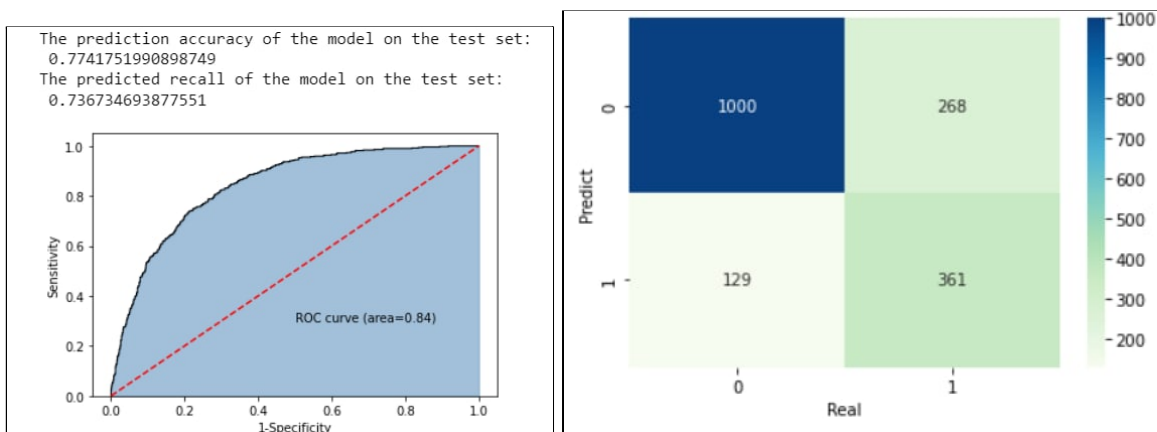 The prediction accuracy of the model on the test set:
0.7741751990898749
The predicted recall of the model on the test set:
0.736734693877551
1.0
0.8
0.6
0.4
0.2
0.0
Sensitivity
ROC curve (area=0.84)
0.0 0.2 0.4 0.6 0.8 1.0
1-Specificity
Predict
0
1
1000 268
129 361
0 1
Real
1000
900
800
700
600
500
400
300
200